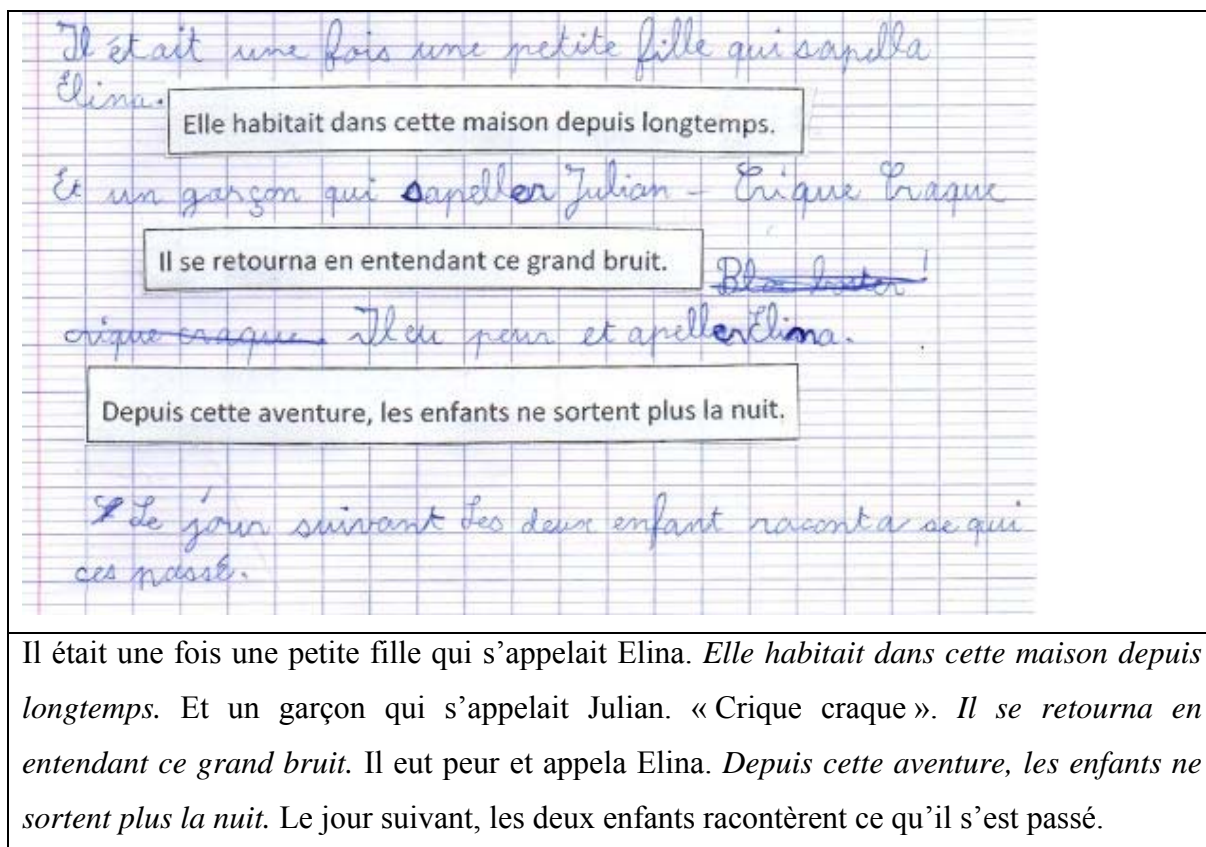 Il était une fois une petite fille qui sapella
Elina.
Elle habitait dans cette maison depuis longtemps.
Et un garçon qui sapeller Julian - Crique Craque
Il se retourna en entendant ce grand bruit.
crique craque. Il eu peur et apeller Elina.
Depuis cette aventure, les enfants ne sortent plus la nuit.
Le jour suivant Les deux enfant raconta se qui
ces passé.
Il était une fois une petite fille qui s’appelait Elina. Elle habitait dans cette maison depuis
longtemps. Et un garçon qui s’appelait Julian. « Crique craque ». Il se retourna en
entendant ce grand bruit. Il eut peur et appela Elina. Depuis cette aventure, les enfants ne
sortent plus la nuit. Le jour suivant, les deux enfants racontèrent ce qu’il s’est passé.